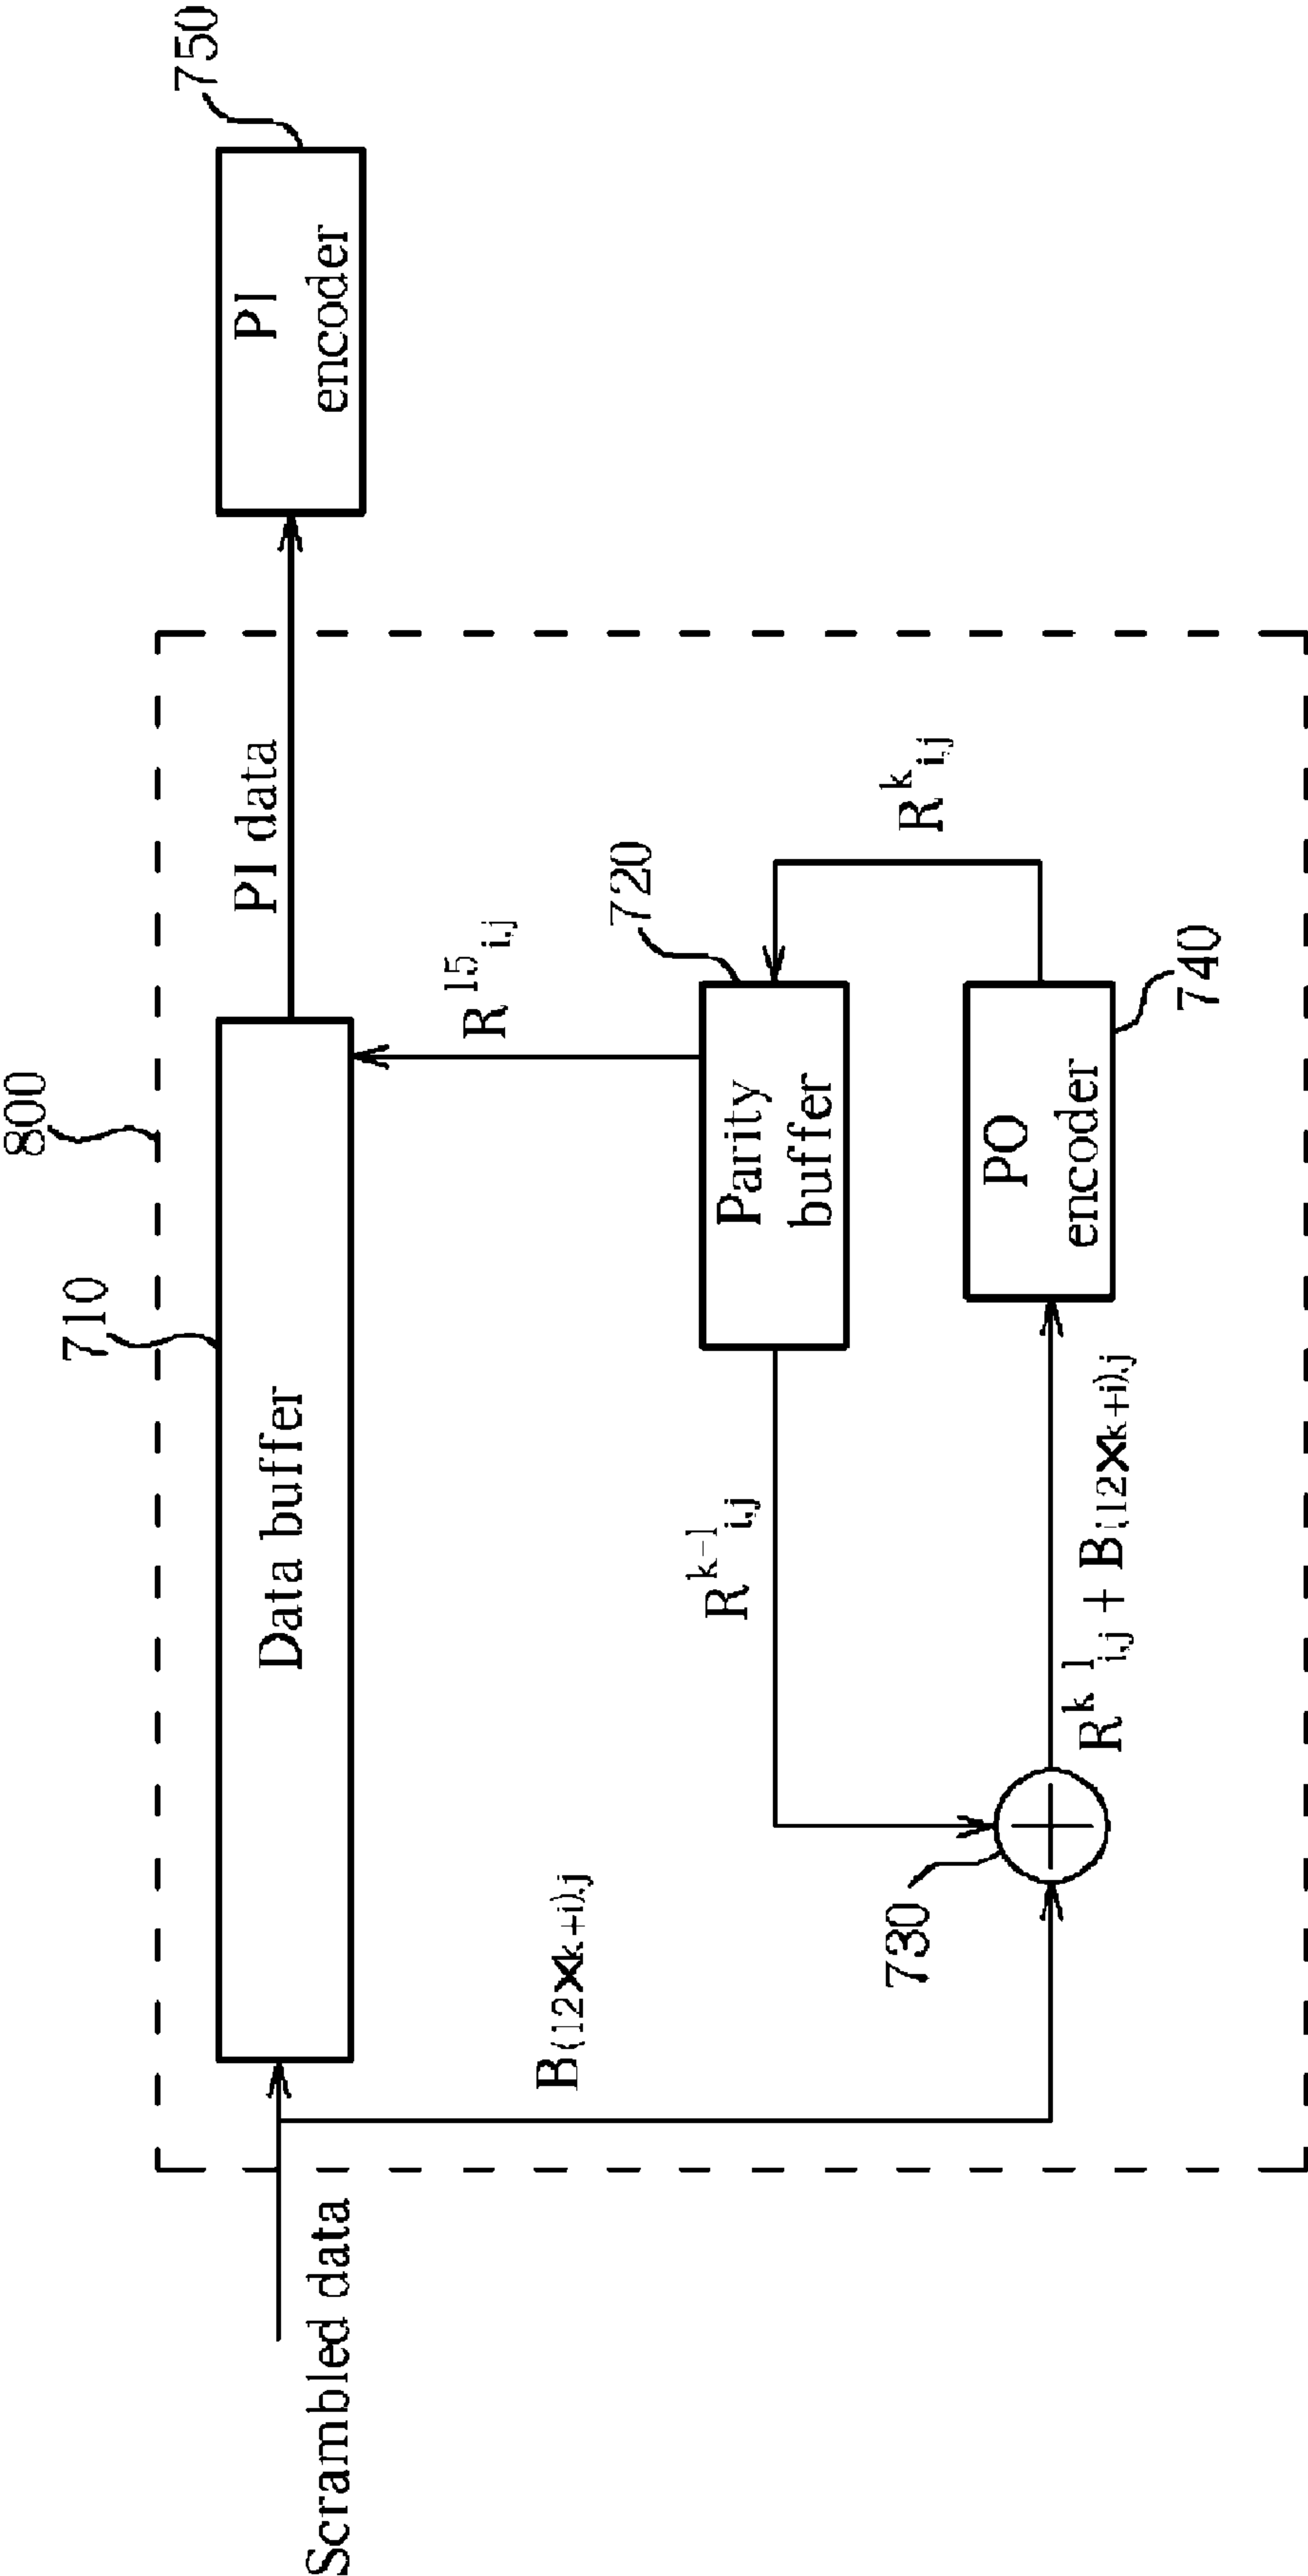 800
710
Data buffer
PI data
750
PI
encoder
Scrambled data
B(12×k+i),j
R^15 i,j
720
Parity
buffer
R^k-1 i,j
R^k i,j
730
740
PO
encoder
R^k 1 i,j + B(12×k+i),j